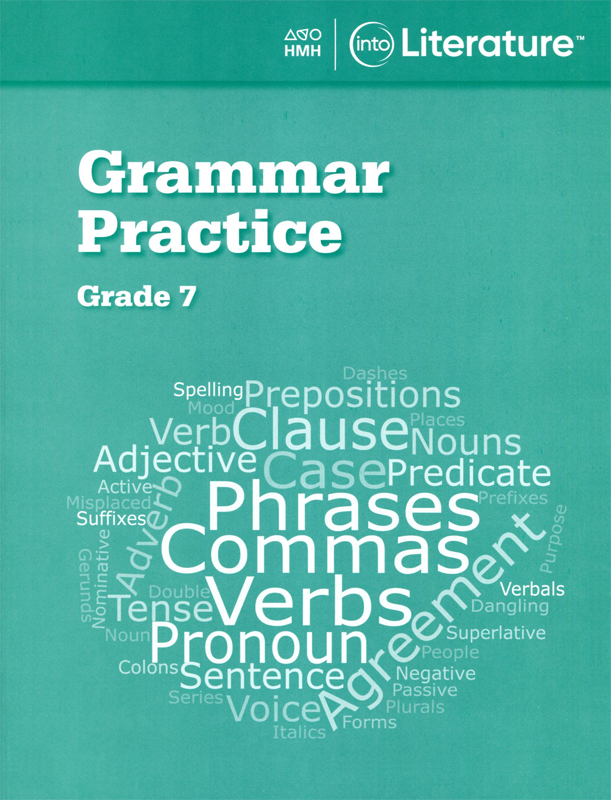 HMH
into Literature™
Grammar
Practice
Grade 7
Dashes
Spelling Prepositions
Mood
Places
Verb Clause Nouns
Adjective Case Predicate
Active
Phrases Prefixes
Misplaced
Suffixes
Adverb
Commas
Purpose
Gerunds
Nominative
Double
Verbs
Verbals
Tense
Dangling
Agreement
Noun
Pronoun
Superlative
People
Colons
Sentence
Negative
Passive
Series
Voice
Plurals
Forms
Italics